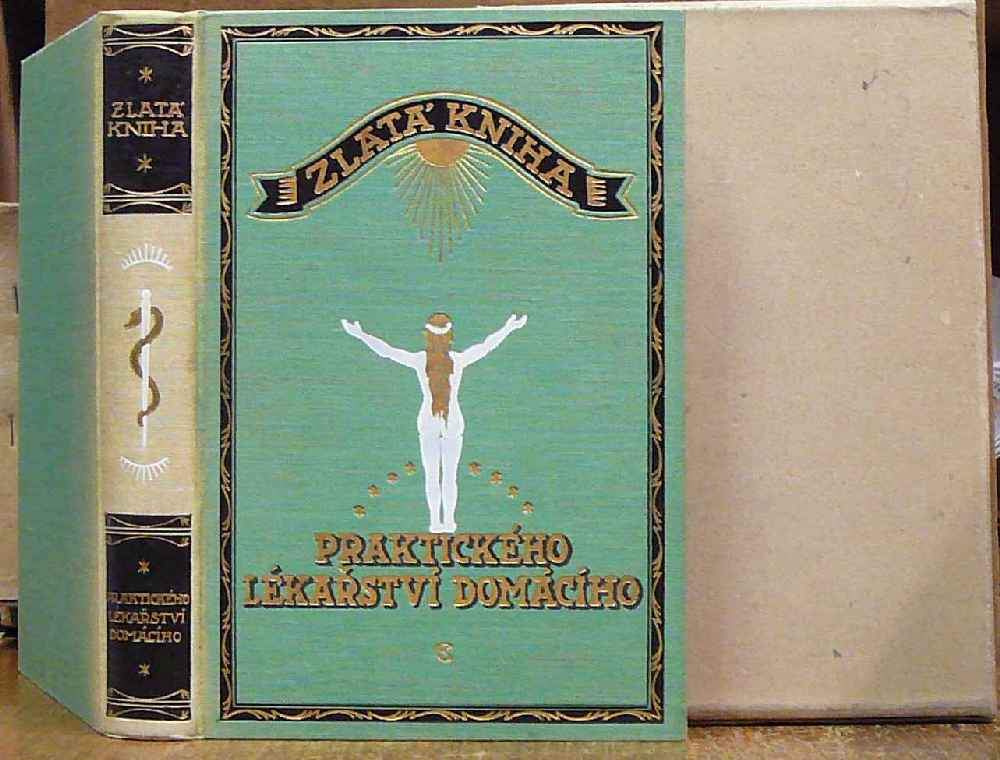 ZLATÁ
KNIHA
PRAKTICKÉHO
LÉKAŘSTVÍ
DOMÁCÍHO
ZLATÁ KNIHA
PRAKTICKÉHO
LÉKAŘSTVÍ DOMÁCÍHO